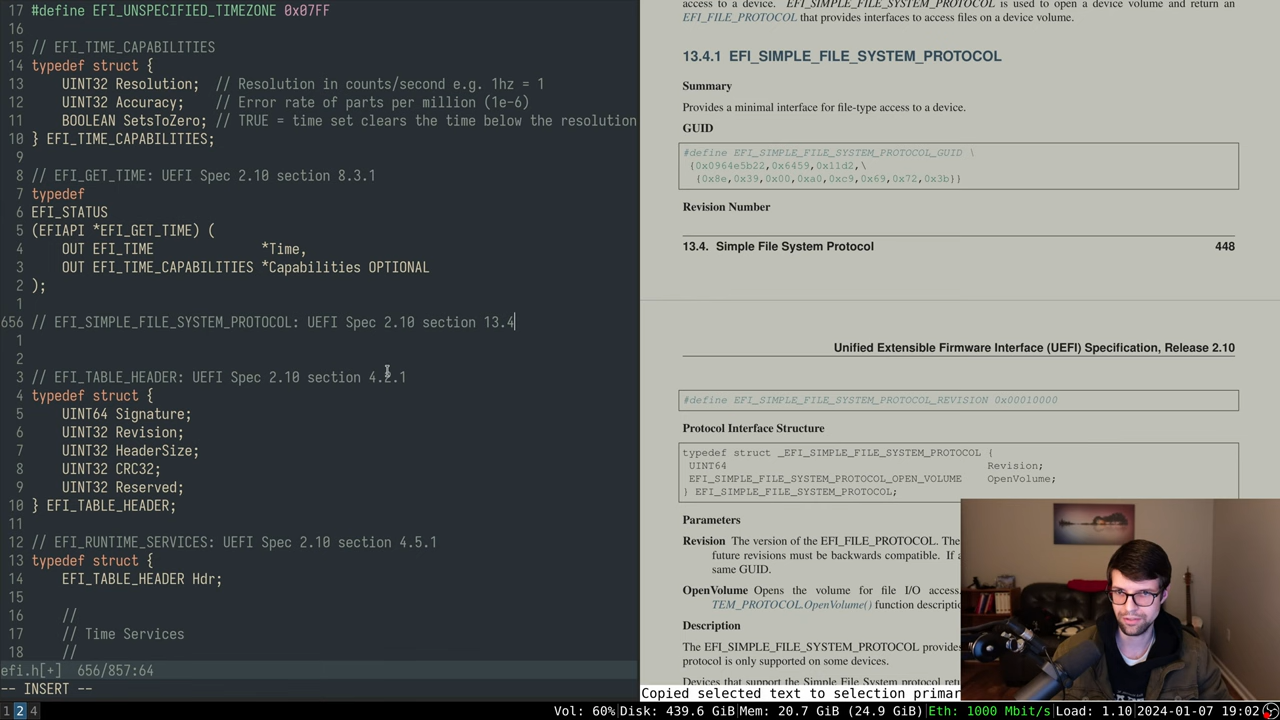 17 #define EFI_UNSPECIFIED_TIMEZONE 0x07FF
16
15 // EFI_TIME_CAPABILITIES
14 typedef struct {
13 UINT32 Resolution; // Resolution in counts/second e.g. 1hz = 1
12 UINT32 Accuracy; // Error rate of parts per million (1e-6)
11 BOOLEAN SetsToZero; // TRUE = time set clears the time below the resolution
10 } EFI_TIME_CAPABILITIES;
9
8 // EFI_GET_TIME: UEFI Spec 2.10 section 8.3.1
7 typedef
6 EFI_STATUS
5 (EFIAPI *EFI_GET_TIME) (
4 OUT EFI_TIME *Time,
3 OUT EFI_TIME_CAPABILITIES *Capabilities OPTIONAL
2 );
1
656 // EFI_SIMPLE_FILE_SYSTEM_PROTOCOL: UEFI Spec 2.10 section 13.4
1
2
3 // EFI_TABLE_HEADER: UEFI Spec 2.10 section 4.2.1
4 typedef struct {
5 UINT64 Signature;
6 UINT32 Revision;
7 UINT32 HeaderSize;
8 UINT32 CRC32;
9 UINT32 Reserved;
10 } EFI_TABLE_HEADER;
11
12 // EFI_RUNTIME_SERVICES: UEFI Spec 2.10 section 4.5.1
13 typedef struct {
14 EFI_TABLE_HEADER Hdr;
15
16 //
17 // Time Services
18 //
efi.h[+] 656/857:64
-- INSERT --
access to a device. EFI_SIMPLE_FILE_SYSTEM_PROTOCOL is used to open a device volume and return an
EFI_FILE_PROTOCOL that provides interfaces to access files on a device volume.
13.4.1 EFI_SIMPLE_FILE_SYSTEM_PROTOCOL
Summary
Provides a minimal interface for file-type access to a device.
GUID
#define EFI_SIMPLE_FILE_SYSTEM_PROTOCOL_GUID \
{0x0964e5b22,0x6459,0x11d2,\
{0x8e,0x39,0x00,0xa0,0xc9,0x69,0x72,0x3b}}
Revision Number
13.4. Simple File System Protocol 448
Unified Extensible Firmware Interface (UEFI) Specification, Release 2.10
#define EFI_SIMPLE_FILE_SYSTEM_PROTOCOL_REVISION 0x00010000
Protocol Interface Structure
typedef struct _EFI_SIMPLE_FILE_SYSTEM_PROTOCOL {
UINT64 Revision;
EFI_SIMPLE_FILE_SYSTEM_PROTOCOL_OPEN_VOLUME OpenVolume;
} EFI_SIMPLE_FILE_SYSTEM_PROTOCOL;
Parameters
Revision The version of the EFI_FILE_PROTOCOL. The
future revisions must be backwards compatible. If
same GUID.
OpenVolume Opens the volume for file I/O access.
TEM_PROTOCOL.OpenVolume() function
Description
The EFI_SIMPLE_FILE_SYSTEM_PROTOCOL
protocol is only supported on some devices.
Devices that support the Simple File System protocol
Copied selected text to selection
1 2 4 Vol: 60%|Disk: 439.6 GiB|Mem: 20.7 GiB (24.9 GiB)|Eth: 1000 Mbit/s|Load: 1.10|2024-01-07 19:02